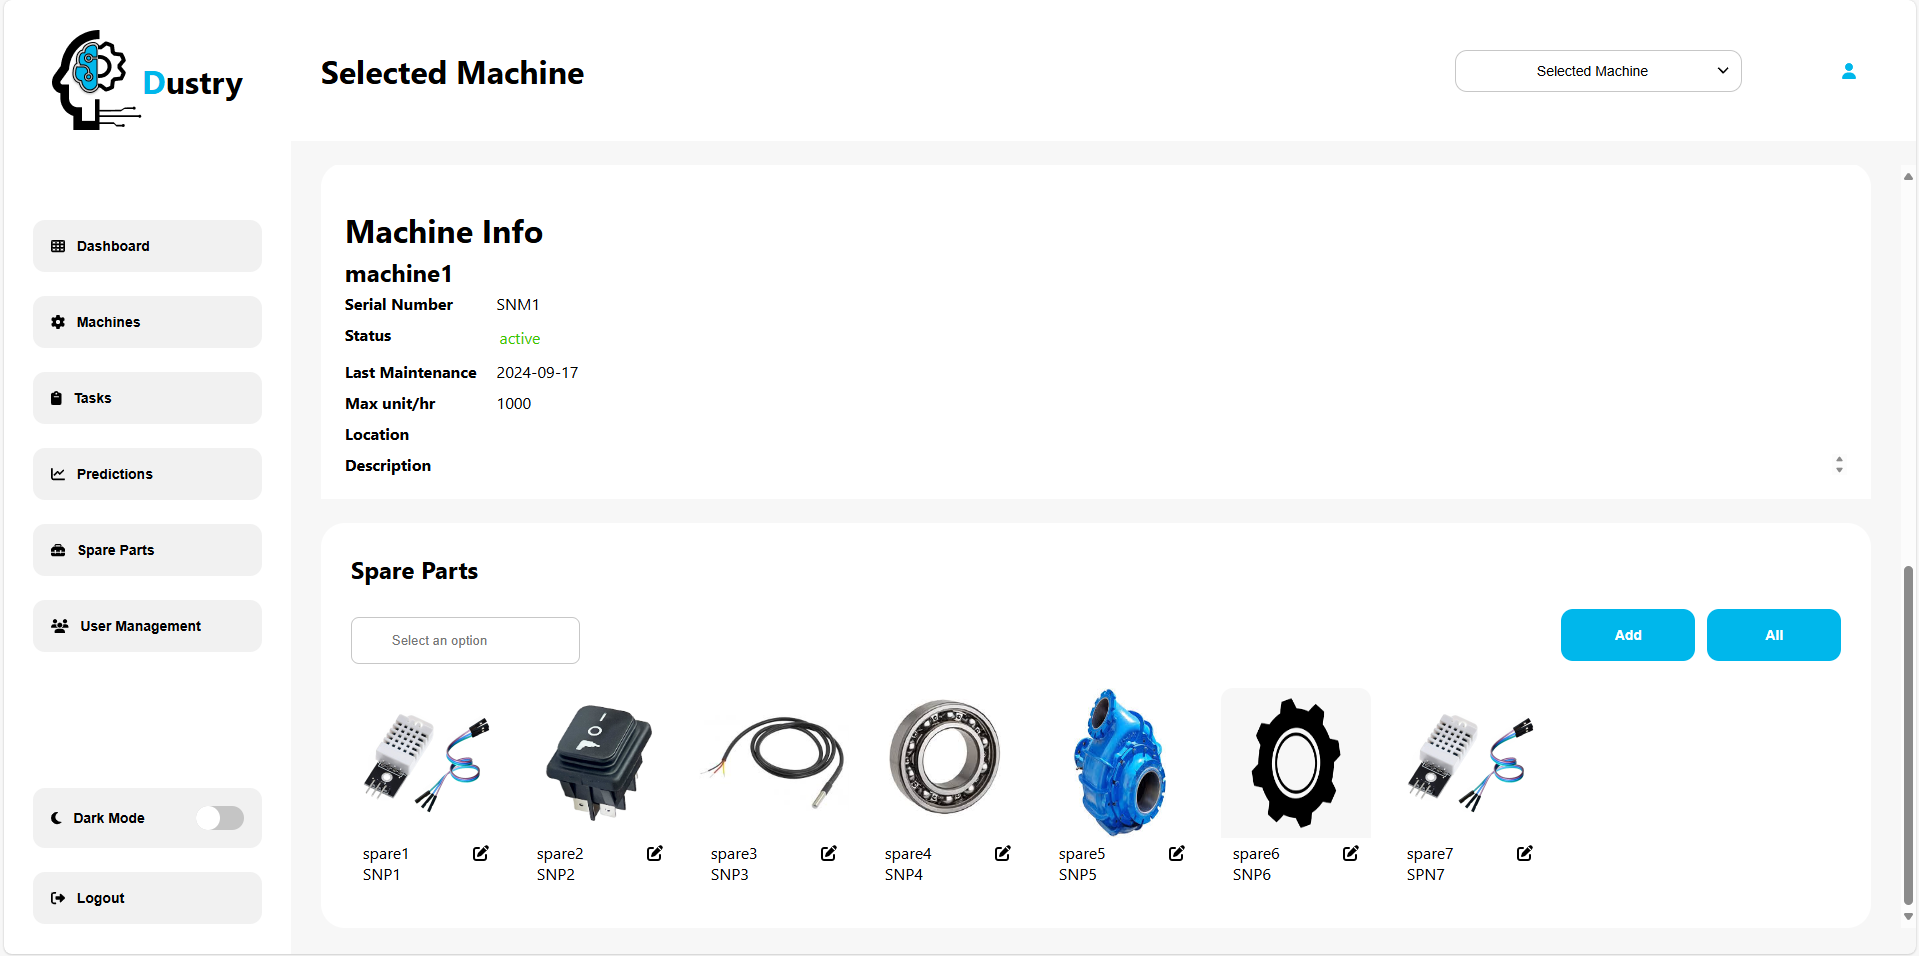 Dustry
Selected Machine
Selected Machine
Dashboard
Machines
Tasks
Predictions
Spare Parts
User Management
Dark Mode
Logout
Machine Info
machine1
Serial Number SNM1
Status active
Last Maintenance 2024-09-17
Max unit/hr 1000
Location
Description
Spare Parts
Select an option
Add
All
spare1
SNP1
spare2
SNP2
spare3
SNP3
spare4
SNP4
spare5
SNP5
spare6
SNP6
spare7
SPN7